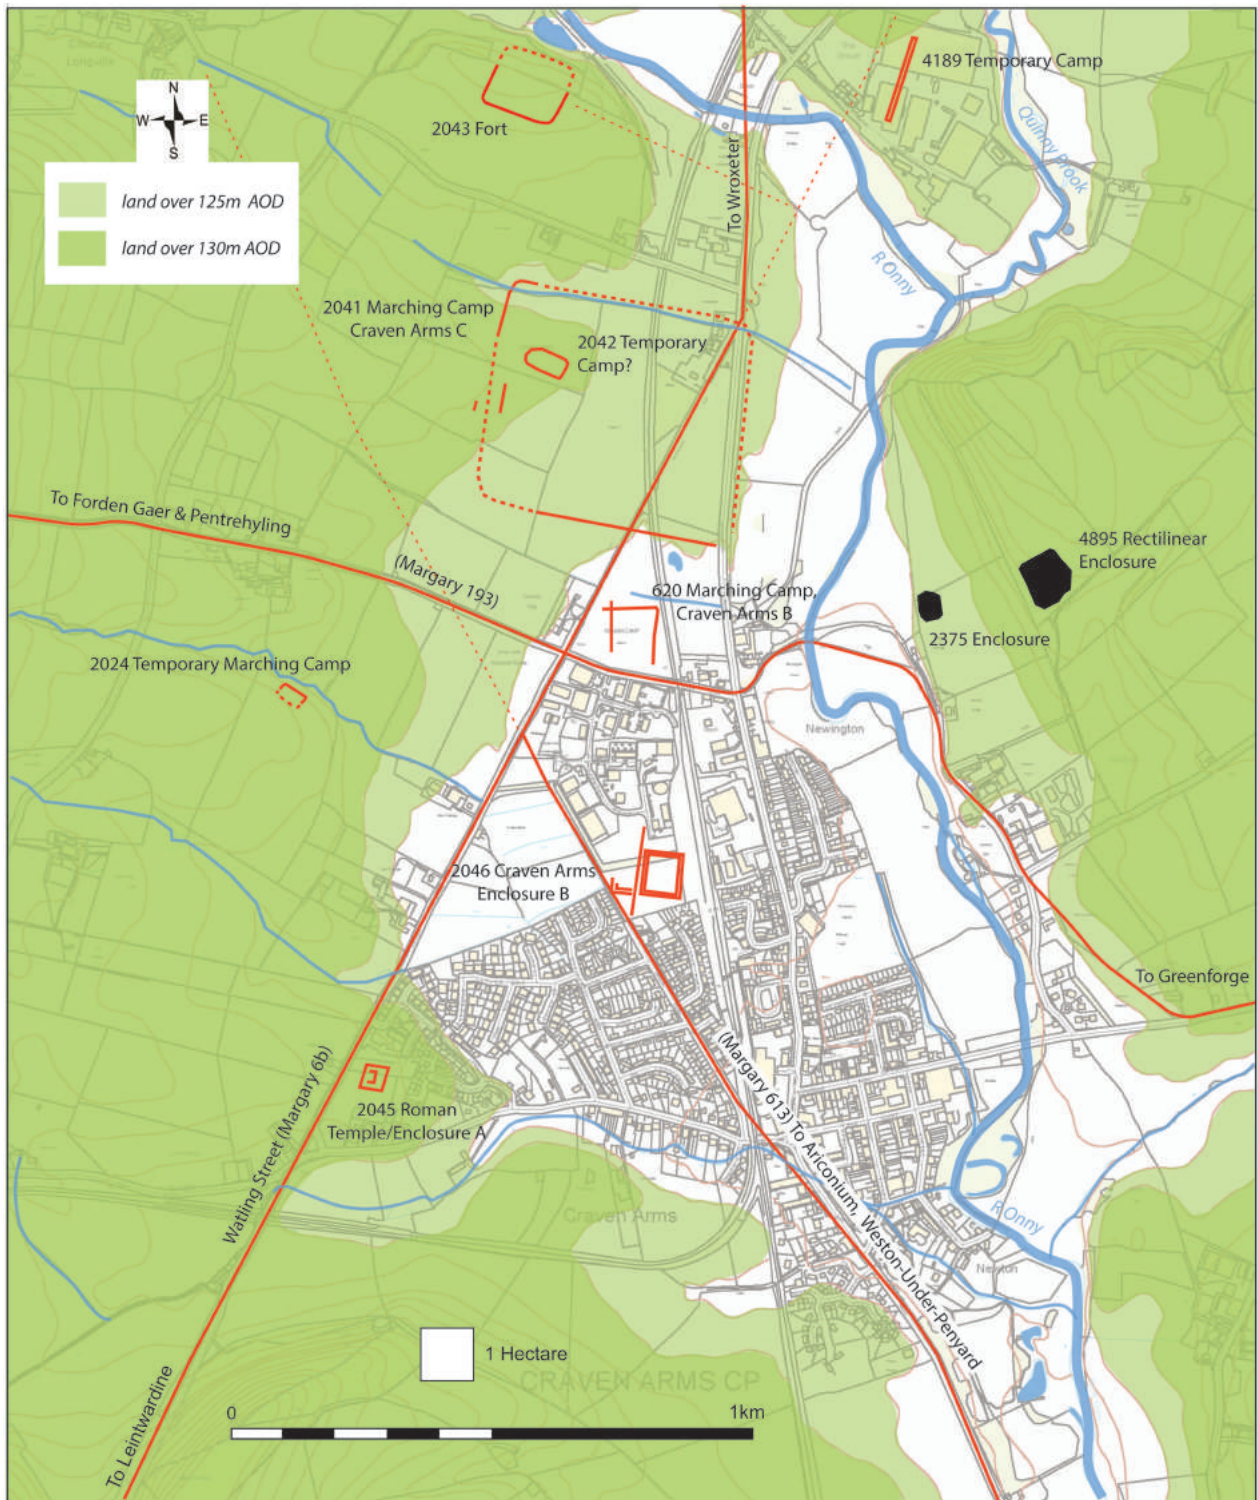 Longville
N
W
E
S
land over 125m AOD
land over 130m AOD
2043 Fort
4189 Temporary Camp
Quinny Brook
To Wroxeter
R Onny
2041 Marching Camp
Craven Arms C
2042 Temporary
Camp?
To Forden Gaer & Pentrehyling
(Margary 193)
4895 Rectilinear
Enclosure
620 Marching Camp,
Craven Arms B
2375 Enclosure
2024 Temporary Marching Camp
Newington
2046 Craven Arms
Enclosure B
To Greenforge
(Margary 613) To Ariconium, Weston-Under-Penyard
2045 Roman
Temple/Enclosure A
Watling Street (Margary 6b)
Craven Arms
R Onny
Newton
1 Hectare
CRAVEN ARMS CP
To Leintwardine
0
1km